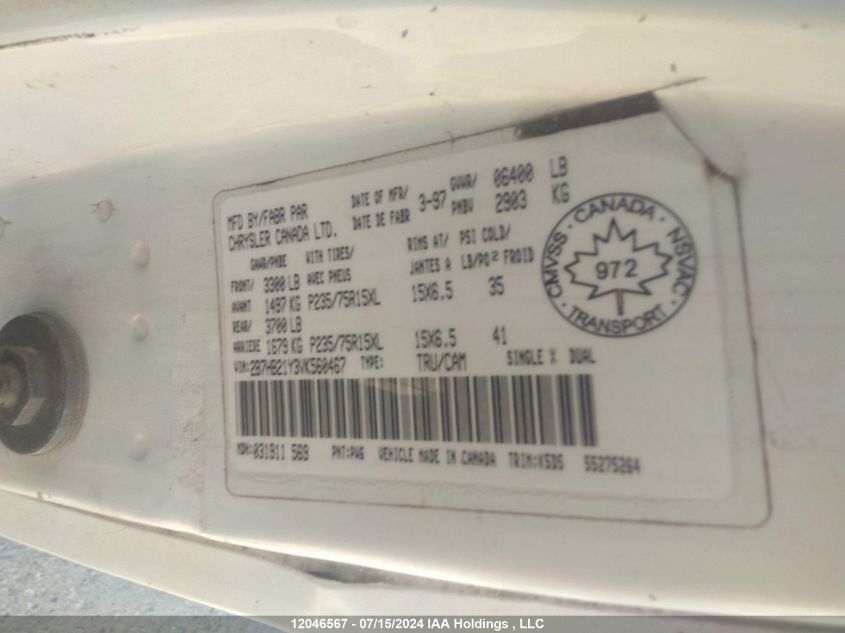 MFD BY/FABR PAR DATE OF MFR/ 3-97 GVWR/ 06400 LB
CHRYSLER CANADA LTD. DATE DE FABR PNBV 2903 KG
GAWR/PNBE WITH TIRES/ RIMS AT/ PSI COLD/
FRONT/ 3300 LB AVEC PNEUS JANTES A LB/PO² FROID
AVANT 1497 KG P235/75R15XL 15X6.5 35
REAR/ 3700 LB
ARRIERE 1679 KG P235/75R15XL 15X6.5 41
VIN: 2B7HB21Y3VK560467 TYPE: TRU/CAM SINGLE X DUAL
MDH:031911 569 PNT:PW6 VEHICLE MADE IN CANADA TRIM:K5D5 55275264
CANADA
CMVSS 972 NSVAC
TRANSPORT
12046567 - 07/15/2024 IAA Holdings , LLC